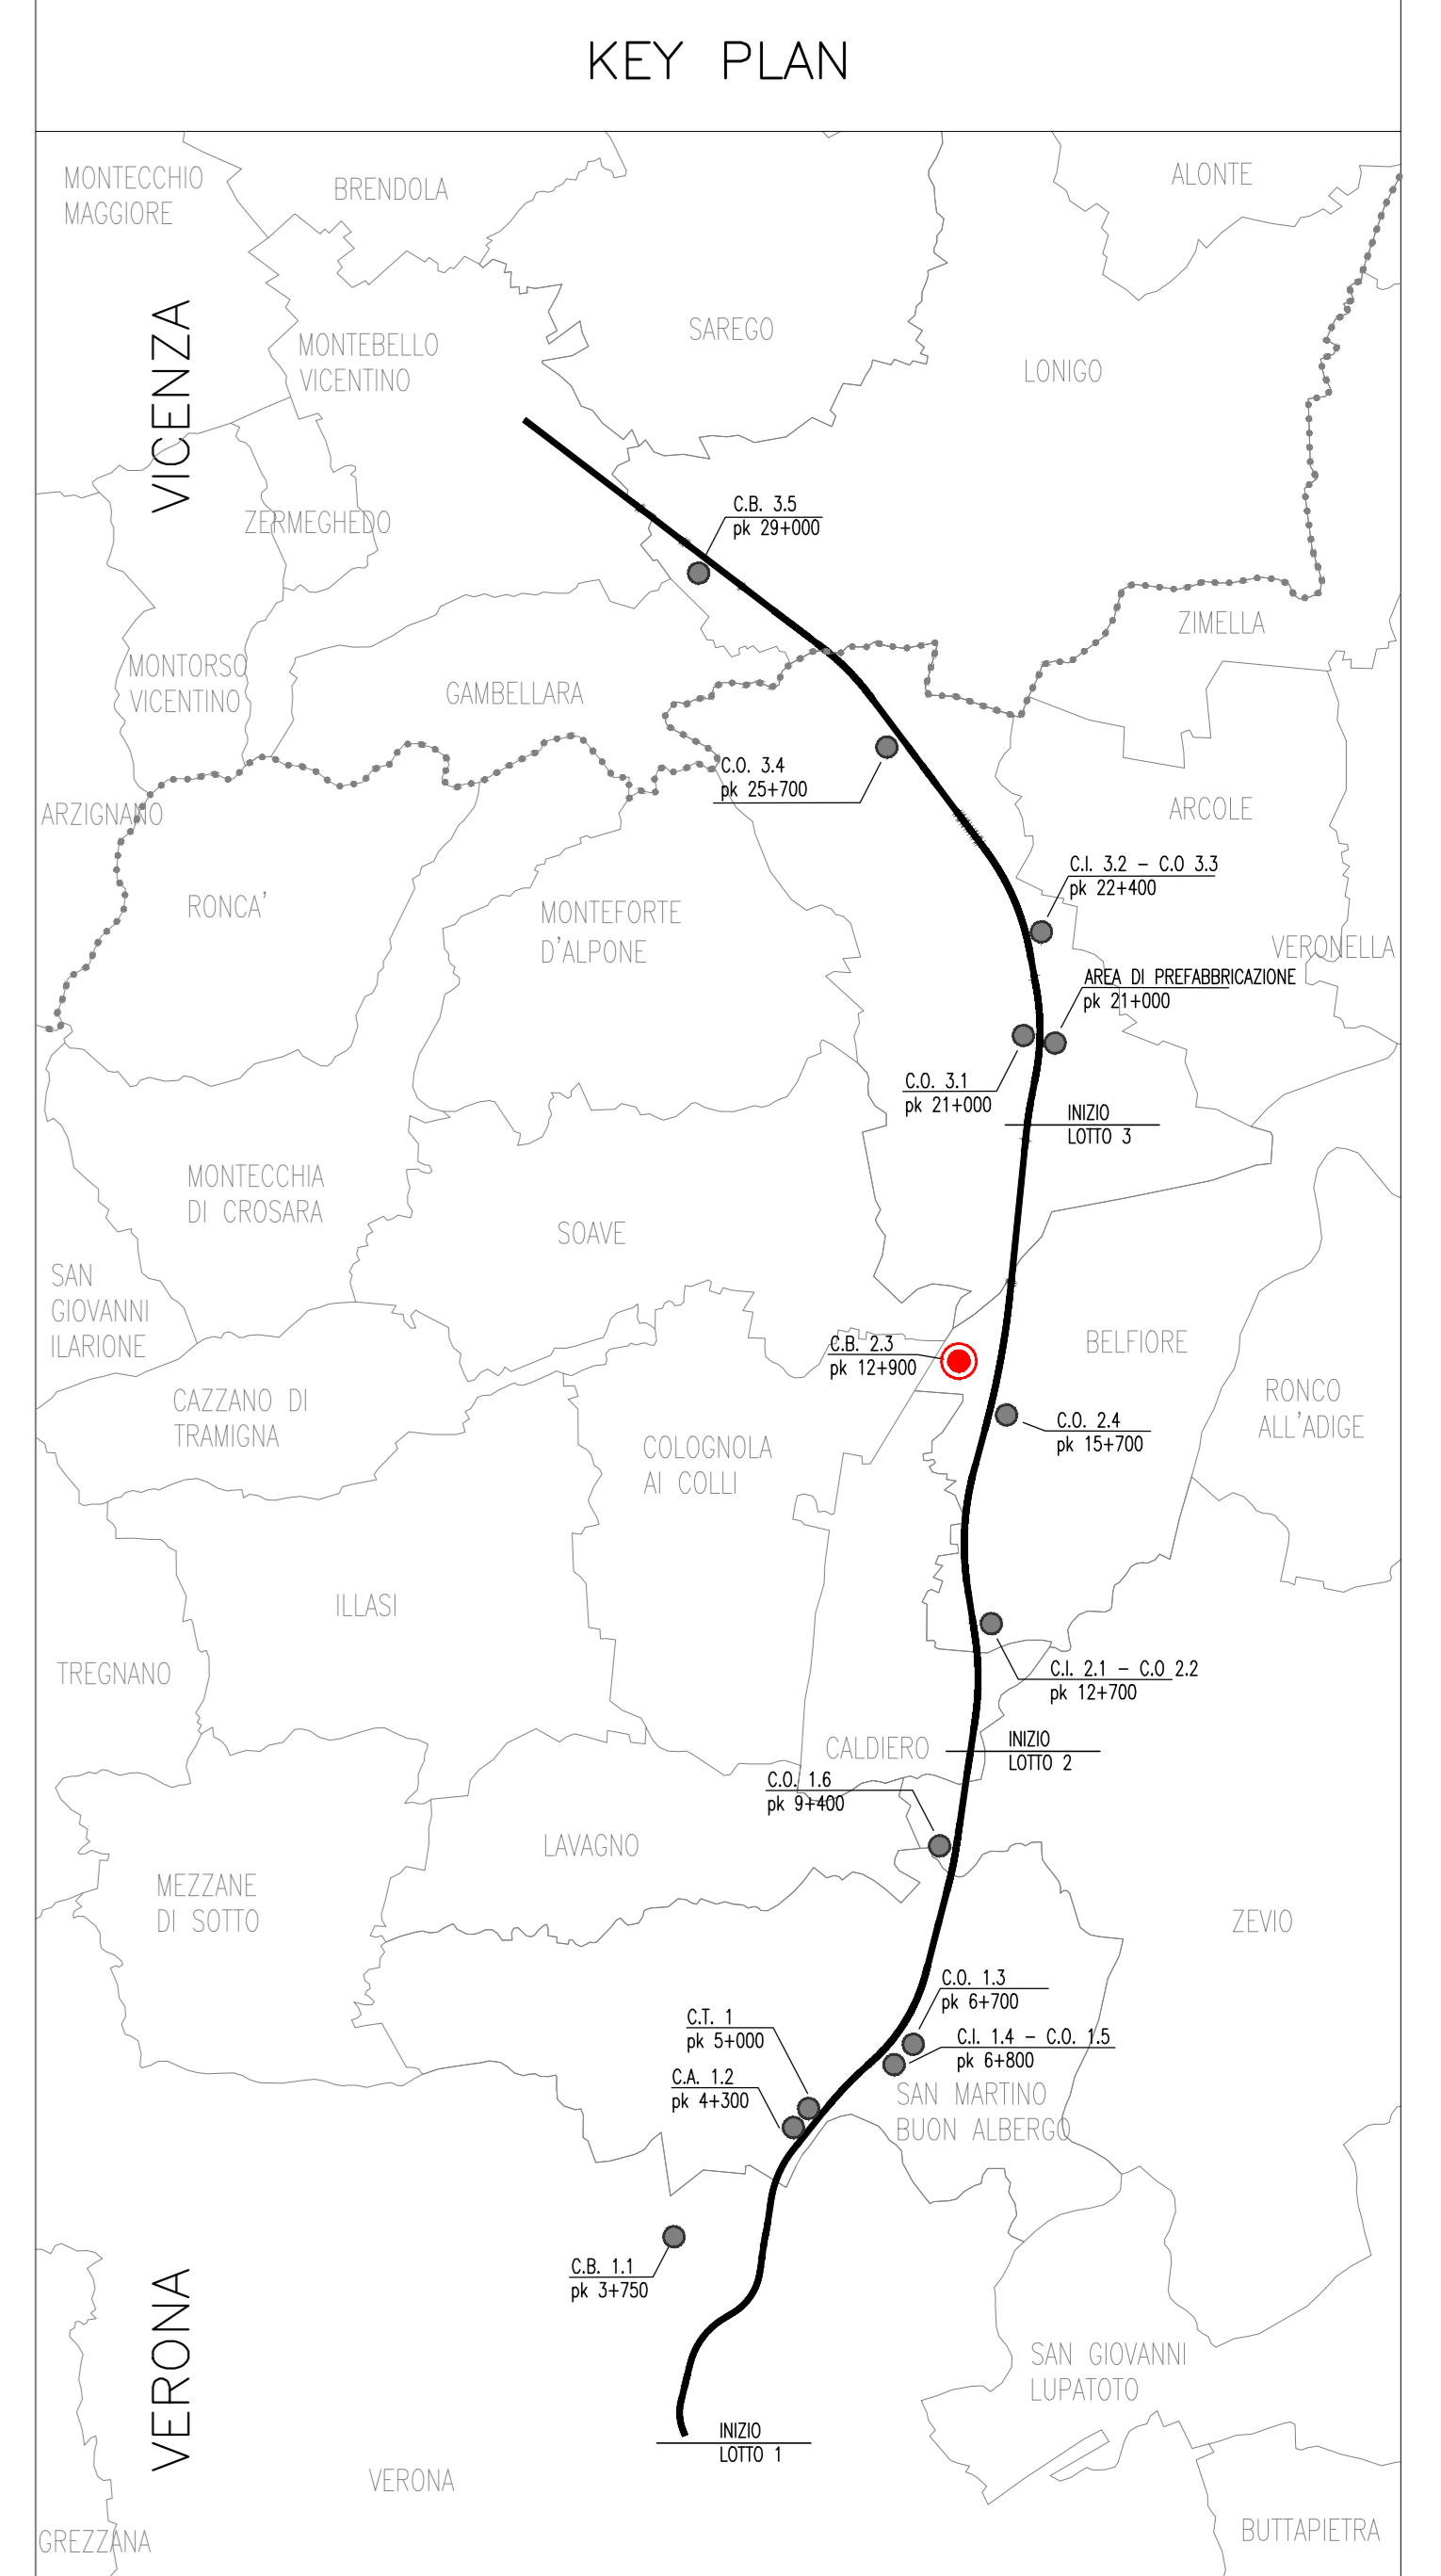 KEY PLAN
MONTECCHIO
MAGGIORE
BRENDOLA
ALONTE
VICENZA
SAREGO
MONTEBELLO
VICENTINO
LONIGO
C.B. 3.5
pk 29+000
ZERMEGHEDO
ZIMELLA
MONTORSO
VICENTINO
GAMBELLARA
C.O. 3.4
pk 25+700
ARZIGNANO
ARCOLE
C.I. 3.2 - C.O 3.3
pk 22+400
RONCA'
MONTEFORTE
D'ALPONE
VERONELLA
AREA DI PREFABBRICAZIONE
pk 21+000
C.O. 3.1
pk 21+000
INIZIO
LOTTO 3
MONTECCHIA
DI CROSARA
SOAVE
SAN
GIOVANNI
ILARIONE
C.B. 2.3
pk 12+900
BELFIORE
CAZZANO DI
TRAMIGNA
RONCO
ALL'ADIGE
C.O. 2.4
pk 15+700
COLOGNOLA
AI COLLI
ILLASI
TREGNANO
C.I. 2.1 - C.O 2.2
pk 12+700
CALDIERO
INIZIO
LOTTO 2
C.O. 1.6
pk 9+400
LAVAGNO
MEZZANE
DI SOTTO
ZEVIO
C.O. 1.3
pk 6+700
C.T. 1
pk 5+000
C.I. 1.4 - C.O. 1.5
pk 6+800
C.A. 1.2
pk 4+300
SAN MARTINO
BUON ALBERGO
C.B. 1.1
pk 3+750
VERONA
SAN GIOVANNI
LUPATOTO
INIZIO
LOTTO 1
VERONA
GREZZANA
BUTTAPIETRA